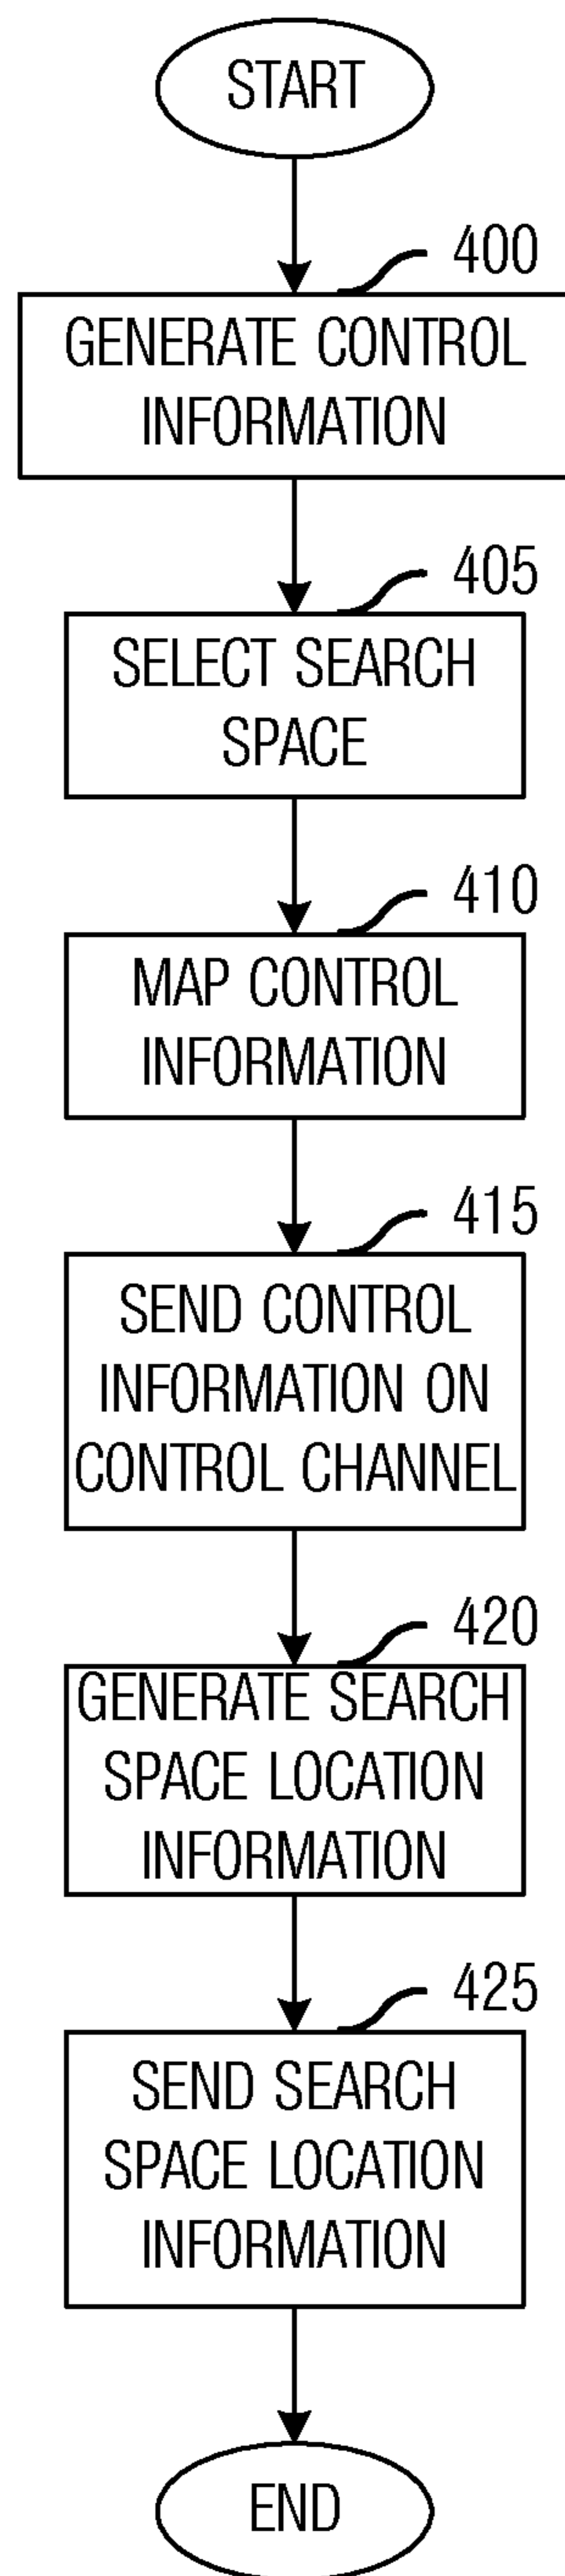 START
400
GENERATE CONTROL
INFORMATION
405
SELECT SEARCH
SPACE
410
MAP CONTROL
INFORMATION
415
SEND CONTROL
INFORMATION ON
CONTROL CHANNEL
420
GENERATE SEARCH
SPACE LOCATION
INFORMATION
425
SEND SEARCH
SPACE LOCATION
INFORMATION
END